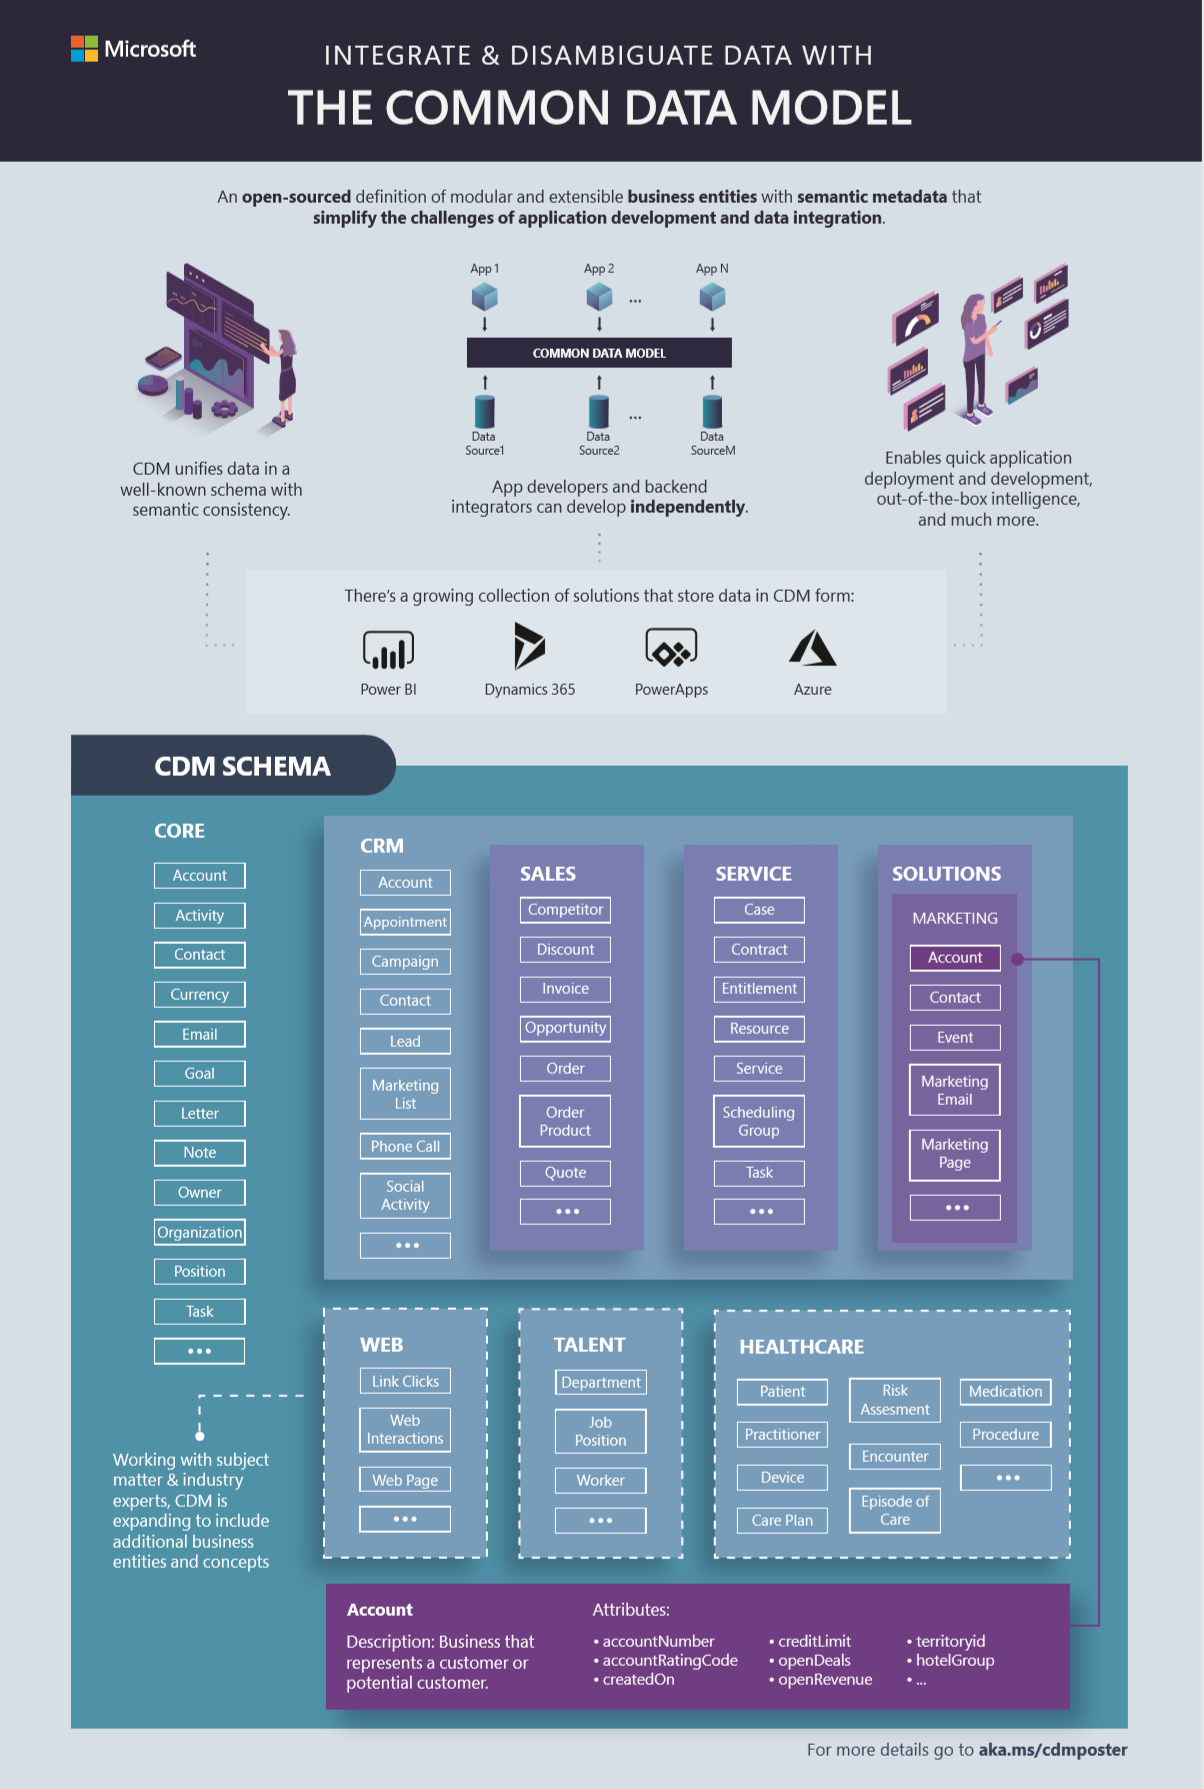 Microsoft
INTEGRATE & DISAMBIGUATE DATA WITH
THE COMMON DATA MODEL
An open-sourced definition of modular and extensible business entities with semantic metadata that
simplify the challenges of application development and data integration.
CDM unifies data in a
well-known schema with
semantic consistency.
App 1
App 2
App N
...
COMMON DATA MODEL
...
Data
Source1
Data
Source2
Data
SourceM
App developers and backend
integrators can develop independently.
Enables quick application
deployment and development,
out-of-the-box intelligence,
and much more.
There's a growing collection of solutions that store data in CDM form:
Power BI
Dynamics 365
PowerApps
Azure
CDM SCHEMA
CORE
Account
Activity
Contact
Currency
Email
Goal
Letter
Note
Owner
Organization
Position
Task
•••
CRM
Account
Appointment
Campaign
Contact
Lead
Marketing
List
Phone Call
Social
Activity
•••
SALES
Competitor
Discount
Invoice
Opportunity
Order
Order
Product
Quote
•••
SERVICE
Case
Contract
Entitlement
Resource
Service
Scheduling
Group
Task
•••
SOLUTIONS
MARKETING
Account
Contact
Event
Marketing
Email
Marketing
Page
•••
Working with subject
matter & industry
experts, CDM is
expanding to include
additional business
entities and concepts
WEB
Link Clicks
Web
Interactions
Web Page
•••
TALENT
Department
Job
Position
Worker
•••
HEALTHCARE
Patient
Practitioner
Device
Care Plan
Risk
Assesment
Encounter
Episode of
Care
Medication
Procedure
•••
Account
Description: Business that
represents a customer or
potential customer.
Attributes:
• accountNumber
• accountRatingCode
• createdOn
• creditLimit
• openDeals
• openRevenue
• territoryid
• hotelGroup
• ...
For more details go to aka.ms/cdmposter